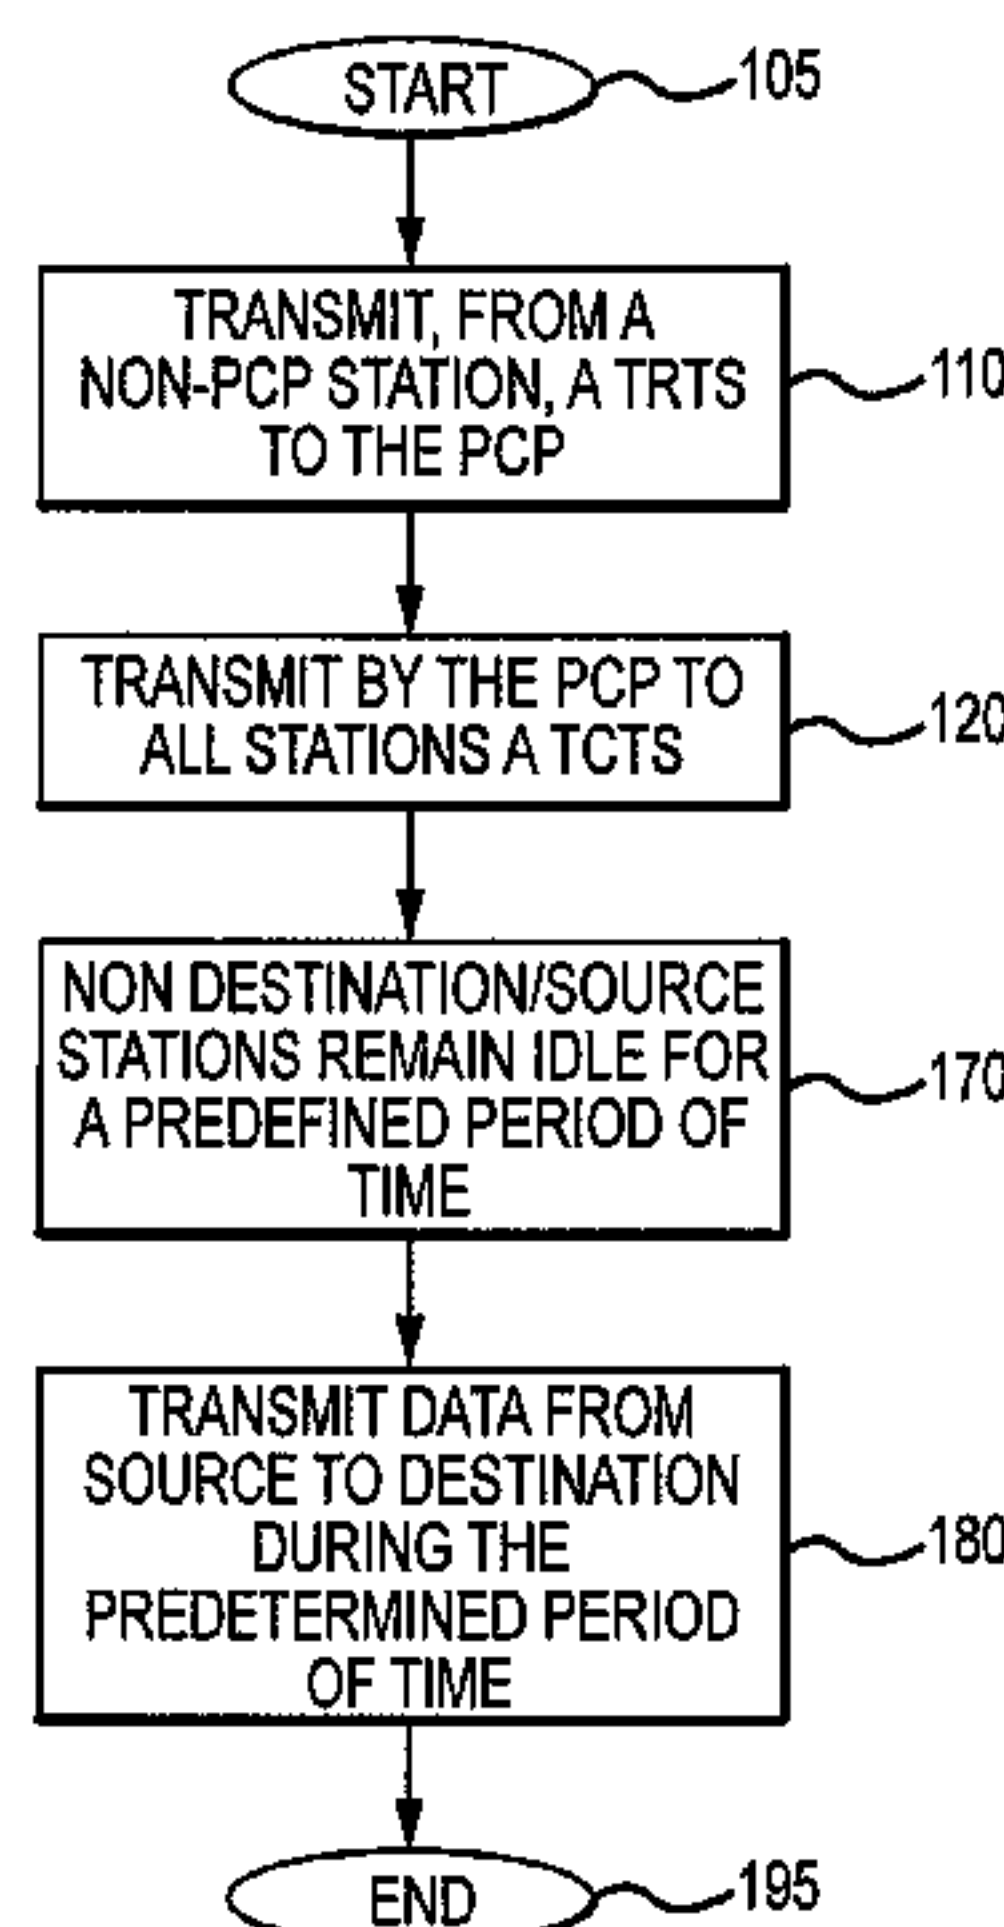 START
105
TRANSMIT, FROM A
NON-PCP STATION, A TRTS
TO THE PCP
110
TRANSMIT BY THE PCP TO
ALL STATIONS A TCTS
120
NON DESTINATION/SOURCE
STATIONS REMAIN IDLE FOR
A PREDEFINED PERIOD OF
TIME
170
TRANSMIT DATA FROM
SOURCE TO DESTINATION
DURING THE
PREDETERMINED PERIOD
OF TIME
180
END
195